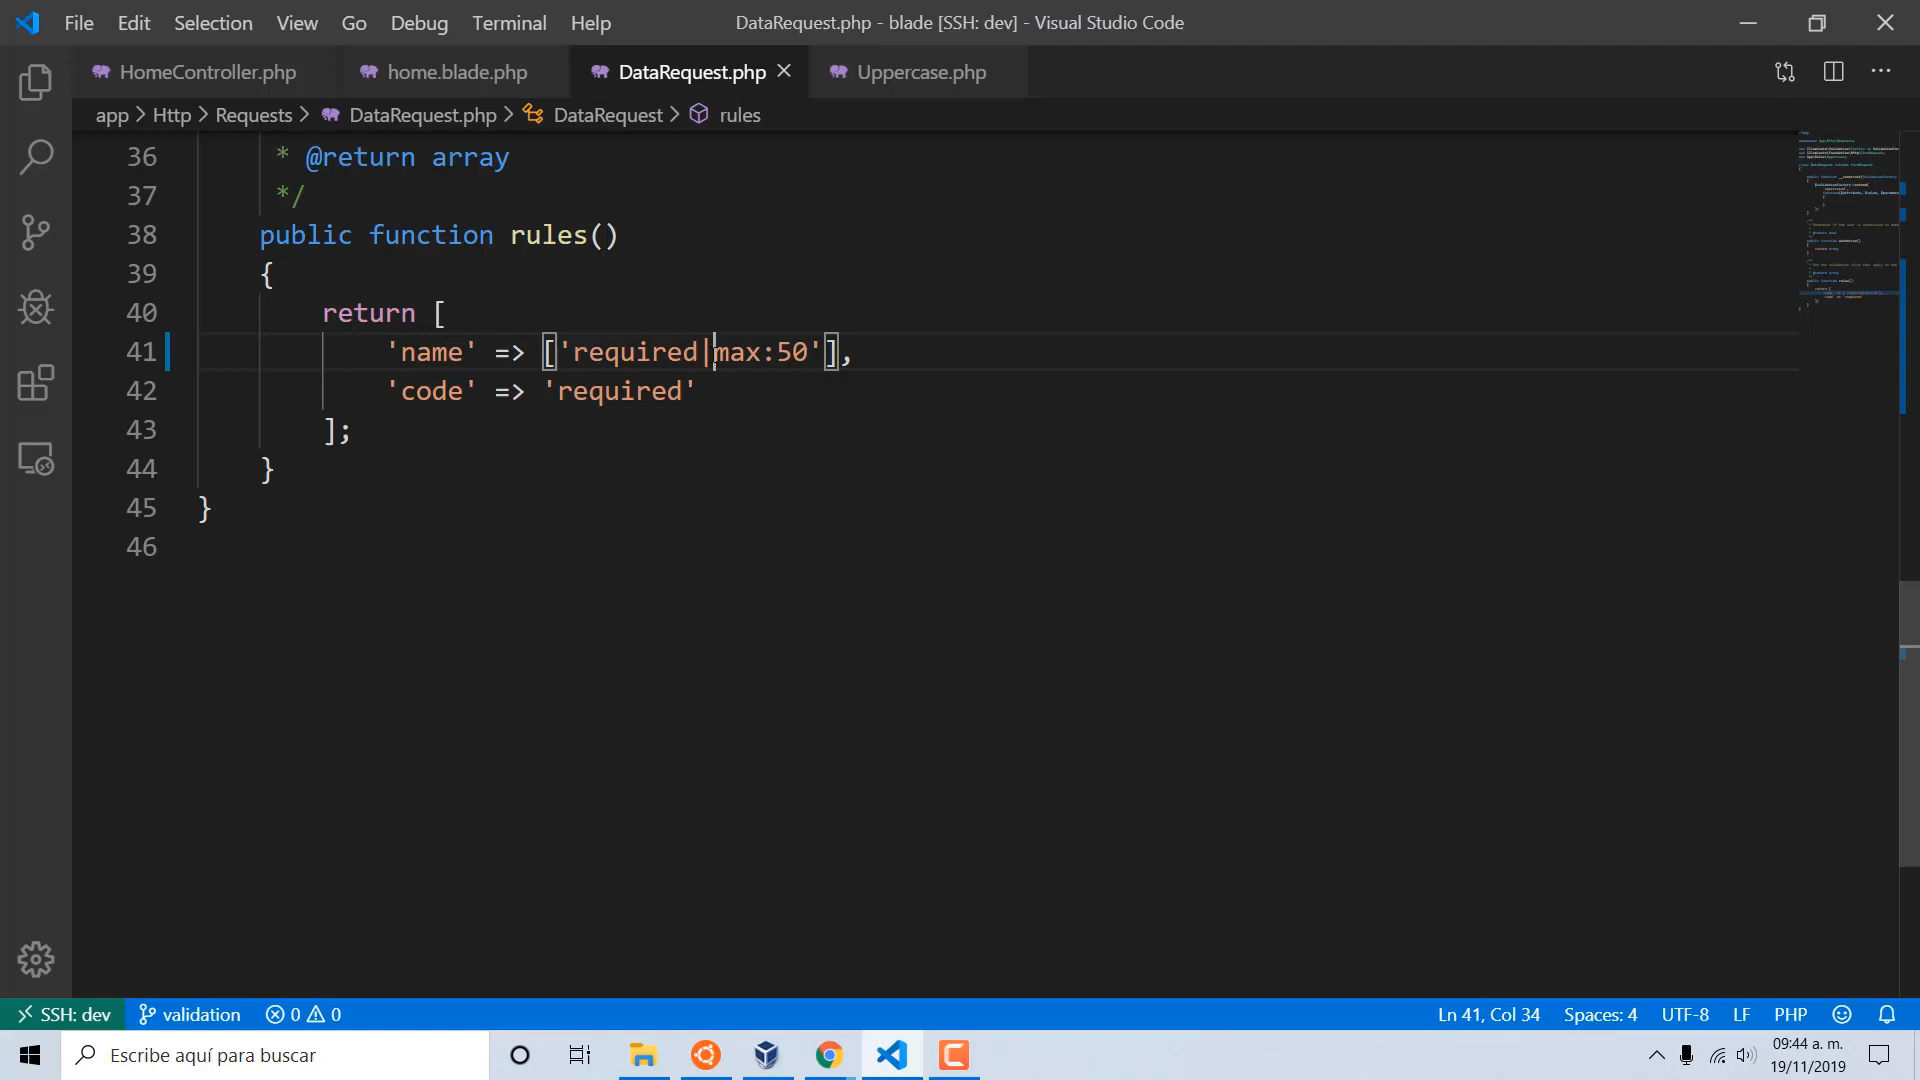 File Edit Selection View Go Debug Terminal Help
DataRequest.php - blade [SSH: dev] - Visual Studio Code
HomeController.php home.blade.php DataRequest.php Uppercase.php
app > Http > Requests > DataRequest.php > DataRequest > rules
36 * @return array
37 */
38 public function rules()
39 {
40 return [
41 'name' => ['required|max:50'],
42 'code' => 'required'
43 ];
44 }
45 }
46
SSH: dev validation 0 0 Ln 41, Col 34 Spaces: 4 UTF-8 LF PHP
Escribe aquí para buscar
09:44 a. m.
19/11/2019